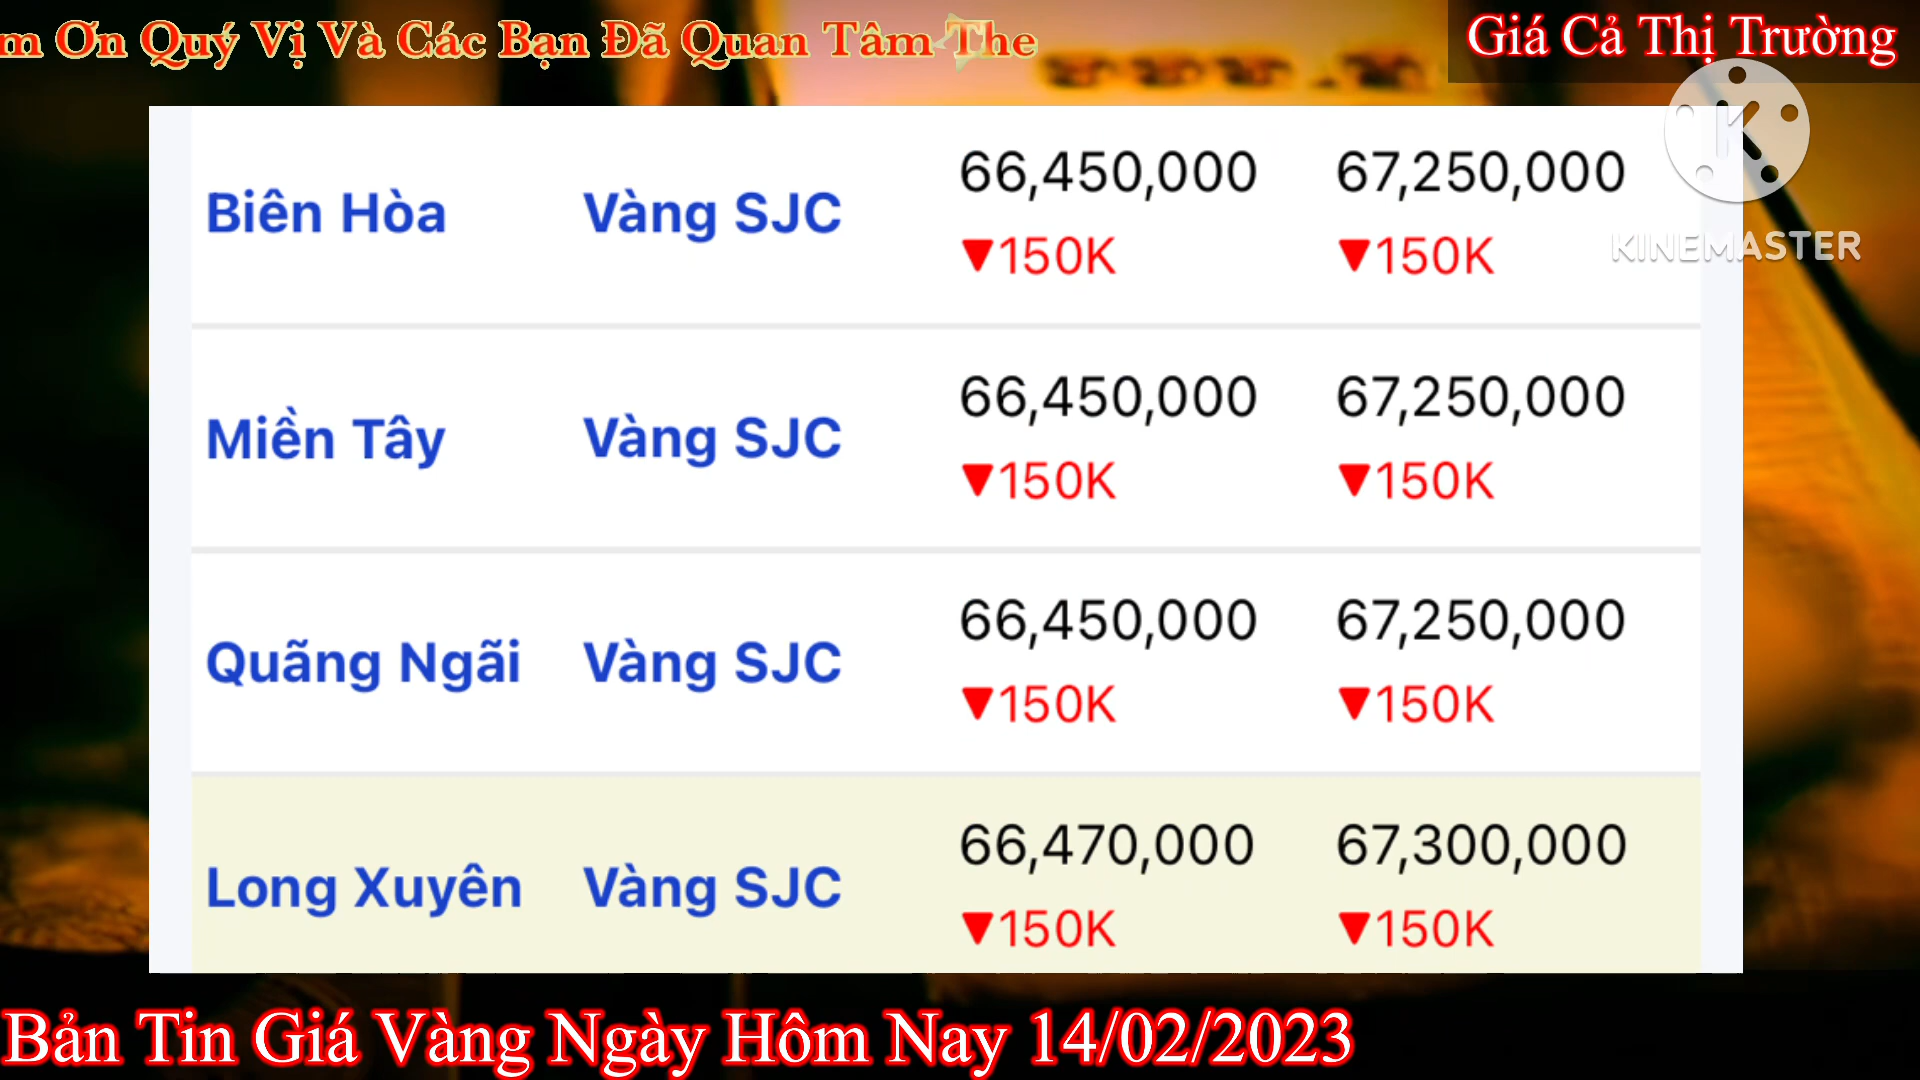 m Ơn Quý Vị Và Các Bạn Đã Quan Tâm The
Giá Cả Thị Trường
KINEMASTER
66,450,000 67,250,000
Biên Hòa Vàng SJC
▼150K ▼150K
66,450,000 67,250,000
Miền Tây Vàng SJC
▼150K ▼150K
66,450,000 67,250,000
Quãng Ngãi Vàng SJC
▼150K ▼150K
66,470,000 67,300,000
Long Xuyên Vàng SJC
▼150K ▼150K
Bản Tin Giá Vàng Ngày Hôm Nay 14/02/2023